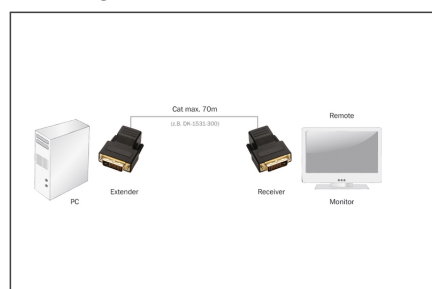 Cat max. 70m
(z.B. DK-1531-300)
Remote
Extender
Receiver
PC
Monitor